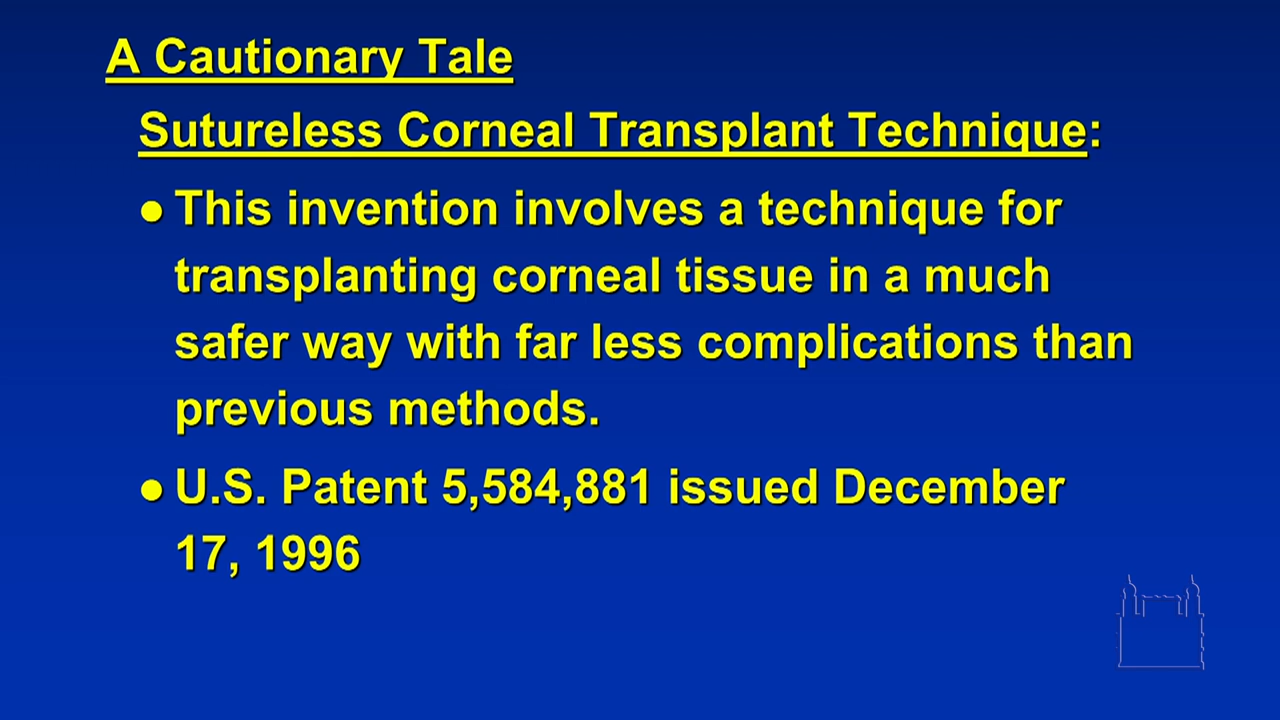 A Cautionary Tale
Sutureless Corneal Transplant Technique:
● This invention involves a technique for
transplanting corneal tissue in a much
safer way with far less complications than
previous methods.
● U.S. Patent 5,584,881 issued December
17, 1996